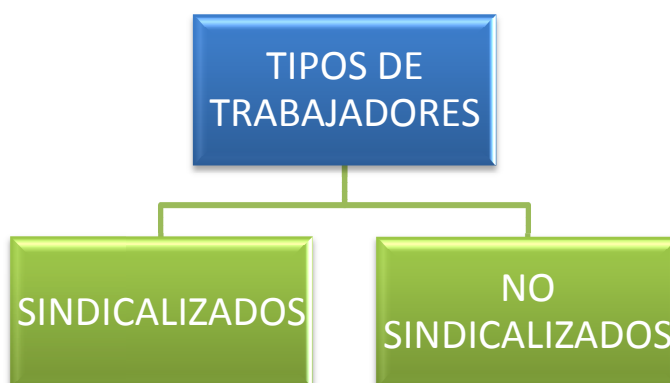 TIPOS DE
TRABAJADORES
SINDICALIZADOS
NO
SINDICALIZADOS